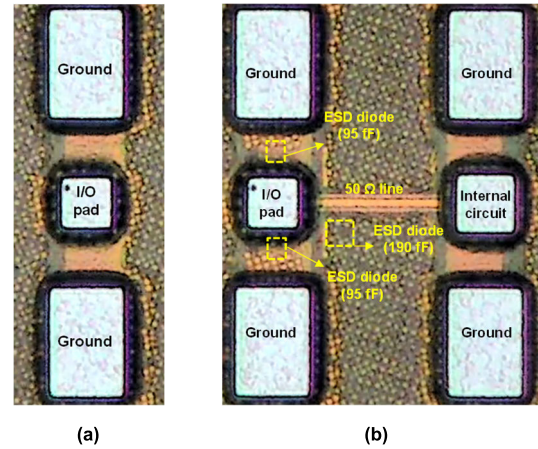 Ground
I/O
pad
Ground
(a)
Ground
Ground
ESD diode
(95 fF)
I/O
pad
50 Ω line
Internal
circuit
ESD diode
(190 fF)
ESD diode
(95 fF)
Ground
Ground
(b)